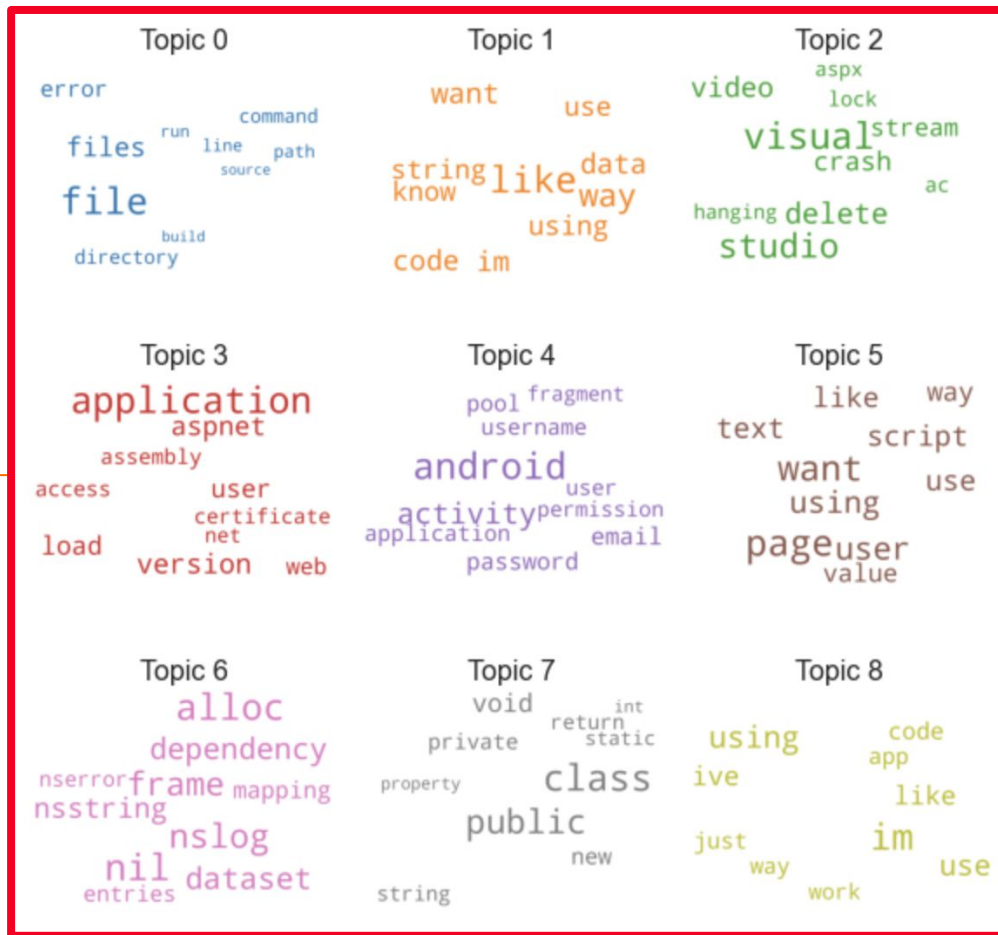 Topic 0
error
command
run
files
line
path
source
file
build
directory
Topic 1
want
use
string
like
data
know
way
using
code
im
Topic 2
aspx
video
lock
visual
stream
crash
ac
hanging
delete
studio
Topic 3
application
aspnet
assembly
access
user
certificate
net
load
version
web
Topic 4
fragment
pool
username
android
user
activity
permission
application
email
password
Topic 5
like
way
text
script
want
use
using
page
user
value
Topic 6
alloc
dependency
nserror
frame
mapping
nsstring
nslog
nil
dataset
entries
Topic 7
void
int
return
private
static
property
class
public
new
string
Topic 8
using
code
app
ive
like
just
im
way
use
work